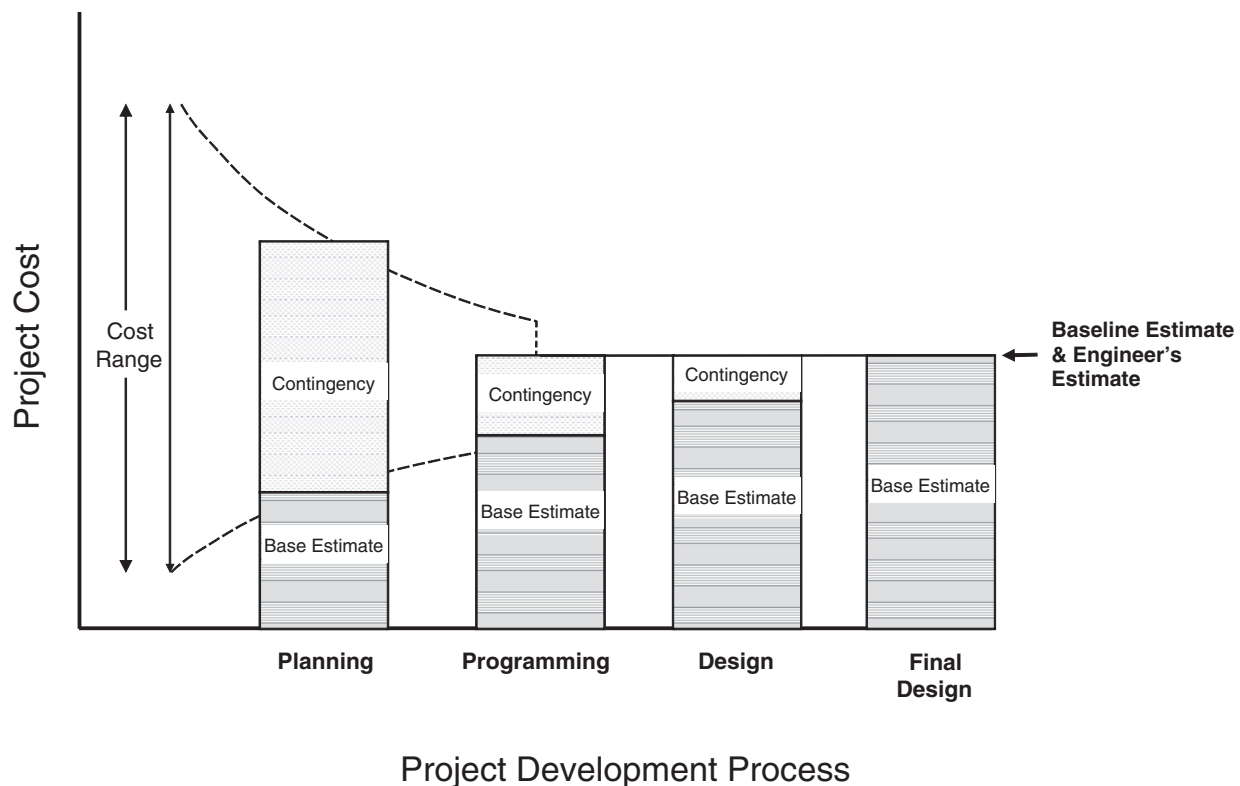 Project Cost
Cost
Range
Contingency
Base Estimate
Contingency
Base Estimate
Contingency
Base Estimate
Base Estimate
Baseline Estimate
& Engineer's
Estimate
Planning
Programming
Design
Final
Design
Project Development Process